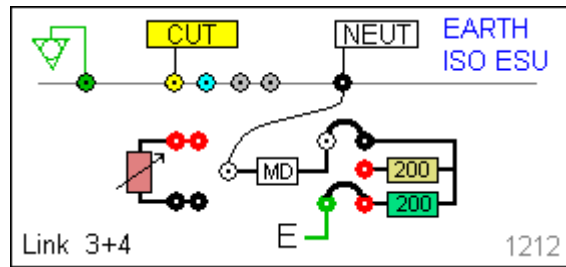 CUT
NEUT
EARTH
ISO ESU
MD
200
200
E
Link 3+4
1212